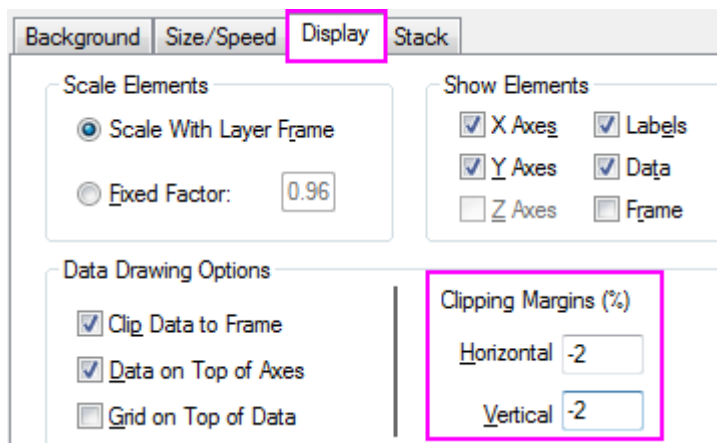 Background Size/Speed Display Stack
Scale Elements
Scale With Layer Frame
Fixed Factor: 0.96
Show Elements
X Axes Labels
Y Axes Data
Z Axes Frame
Data Drawing Options
Clip Data to Frame
Data on Top of Axes
Grid on Top of Data
Clipping Margins (%)
Horizontal -2
Vertical -2